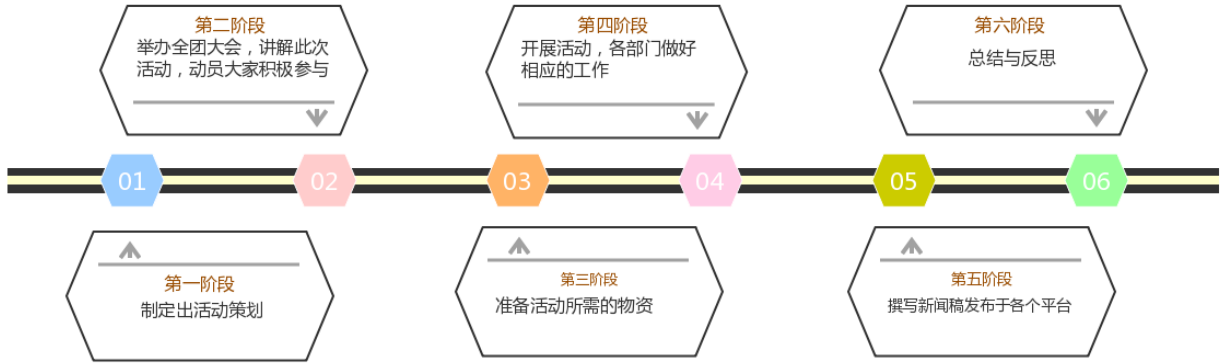 第二阶段
举办全团大会，讲解此次
活动，动员大家积极参与
第四阶段
开展活动，各部门做好
相应的工作
第六阶段
总结与反思
01
02
03
04
05
06
第一阶段
制定出活动策划
第三阶段
准备活动所需的物资
第五阶段
撰写新闻稿发布于各个平台